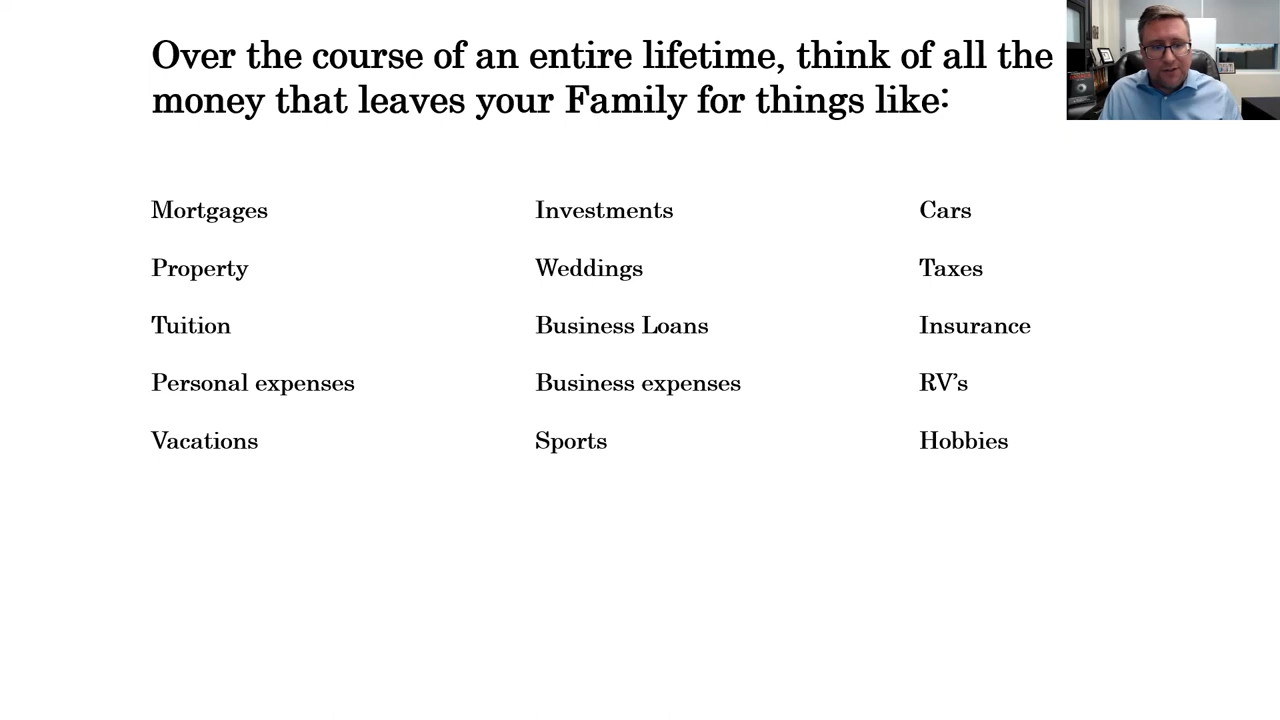 Over the course of an entire lifetime, think of all the
money that leaves your Family for things like:
Mortgages
Property
Tuition
Personal expenses
Vacations
Investments
Weddings
Business Loans
Business expenses
Sports
Cars
Taxes
Insurance
RV’s
Hobbies